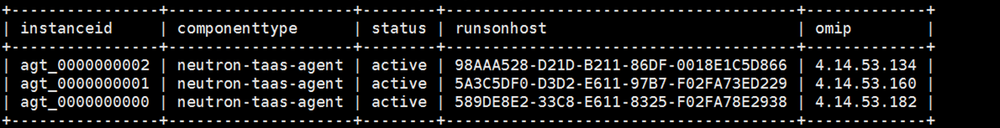 +-----------------+--------------------+--------+--------------------------------------+-------------+
| instanceid      | componenttype      | status | runsonhost                           | omip        |
+-----------------+--------------------+--------+--------------------------------------+-------------+
| agt_0000000002 | neutron-taas-agent | active | 98AAA528-D21D-B211-86DF-0018E1C5D866 | 4.14.53.134 |
| agt_0000000001 | neutron-taas-agent | active | 5A3C5DF0-D3D2-E611-97B7-F02FA73ED229 | 4.14.53.160 |
| agt_0000000000 | neutron-taas-agent | active | 589DE8E2-33C8-E611-8325-F02FA78E2938 | 4.14.53.182 |
+-----------------+--------------------+--------+--------------------------------------+-------------+